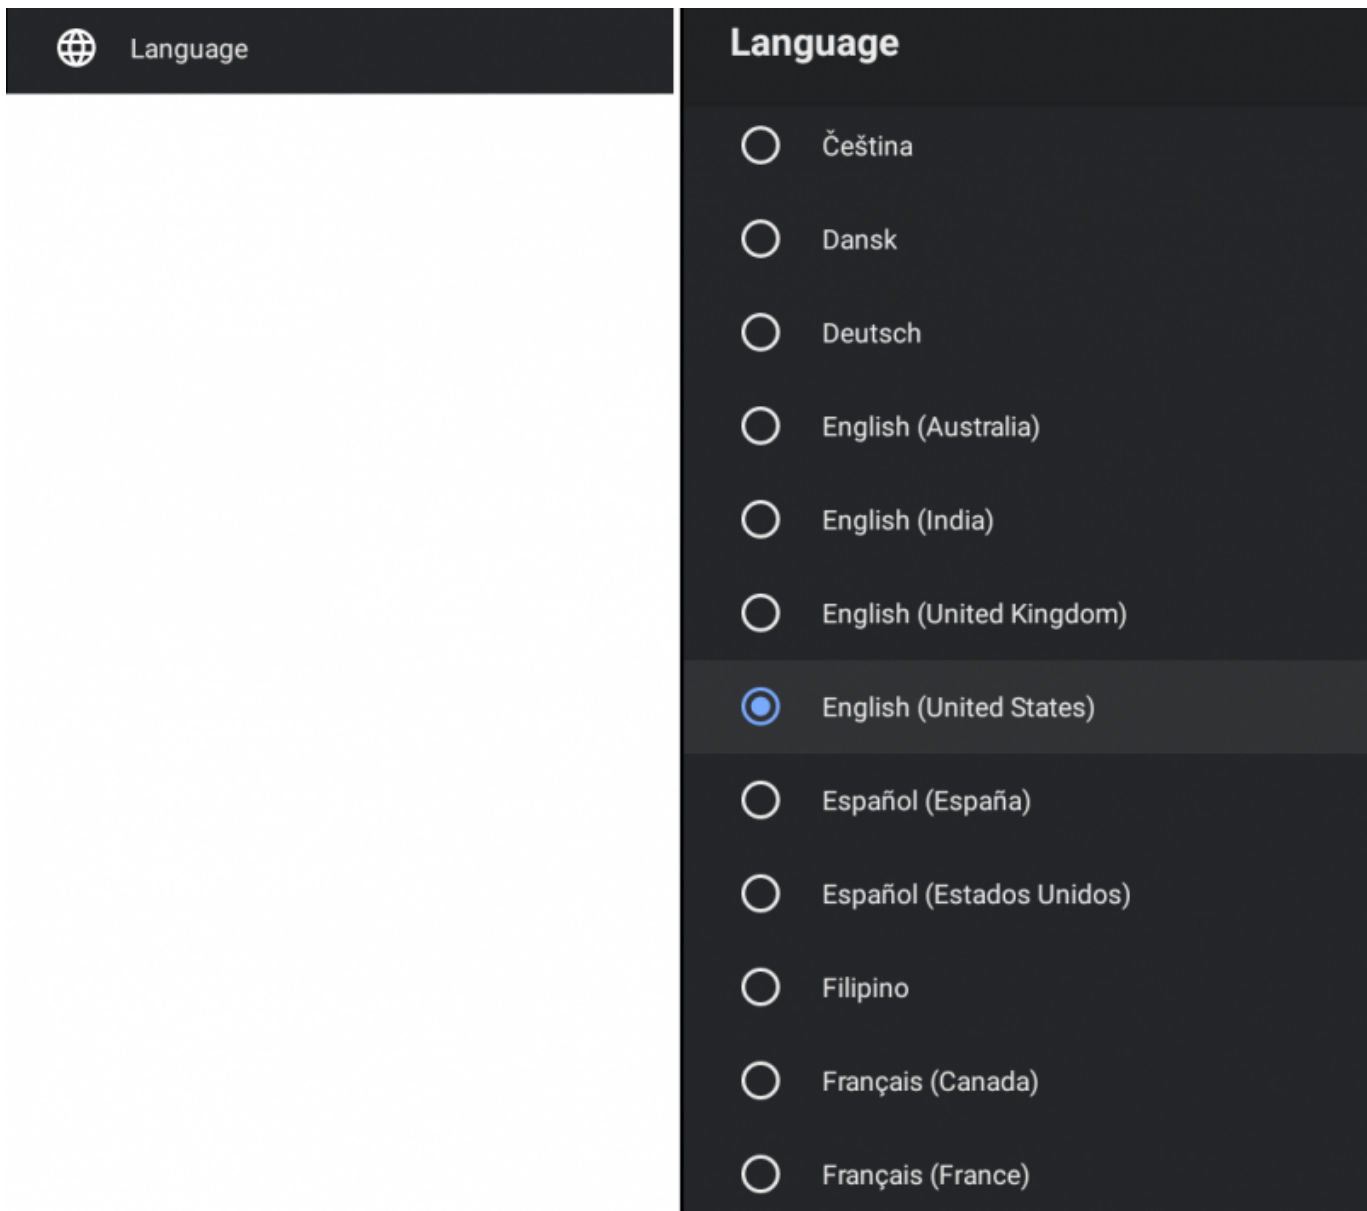 Language
Language
Čeština
Dansk
Deutsch
English (Australia)
English (India)
English (United Kingdom)
English (United States)
Español (España)
Español (Estados Unidos)
Filipino
Français (Canada)
Français (France)